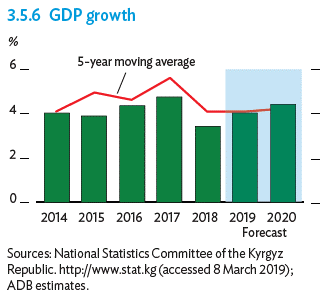 3.5.6 GDP growth
%
6
5-year moving average
4
2
0
2014 2015 2016 2017 2018 2019 2020
Forecast
Sources: National Statistics Committee of the Kyrgyz
Republic. http://www.stat.kg (accessed 8 March 2019);
ADB estimates.